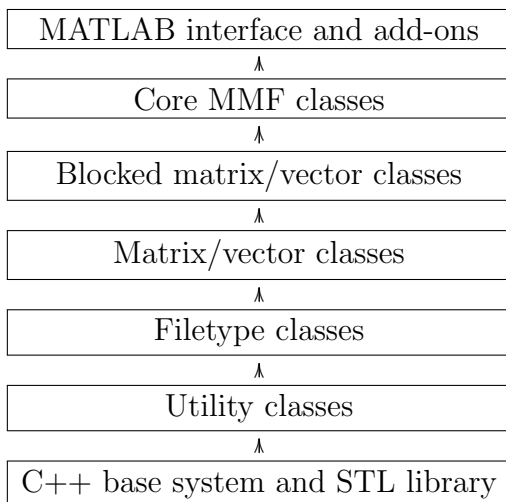 MATLAB interface and add-ons
Core MMF classes
Blocked matrix/vector classes
Matrix/vector classes
Filetype classes
Utility classes
C++ base system and STL library